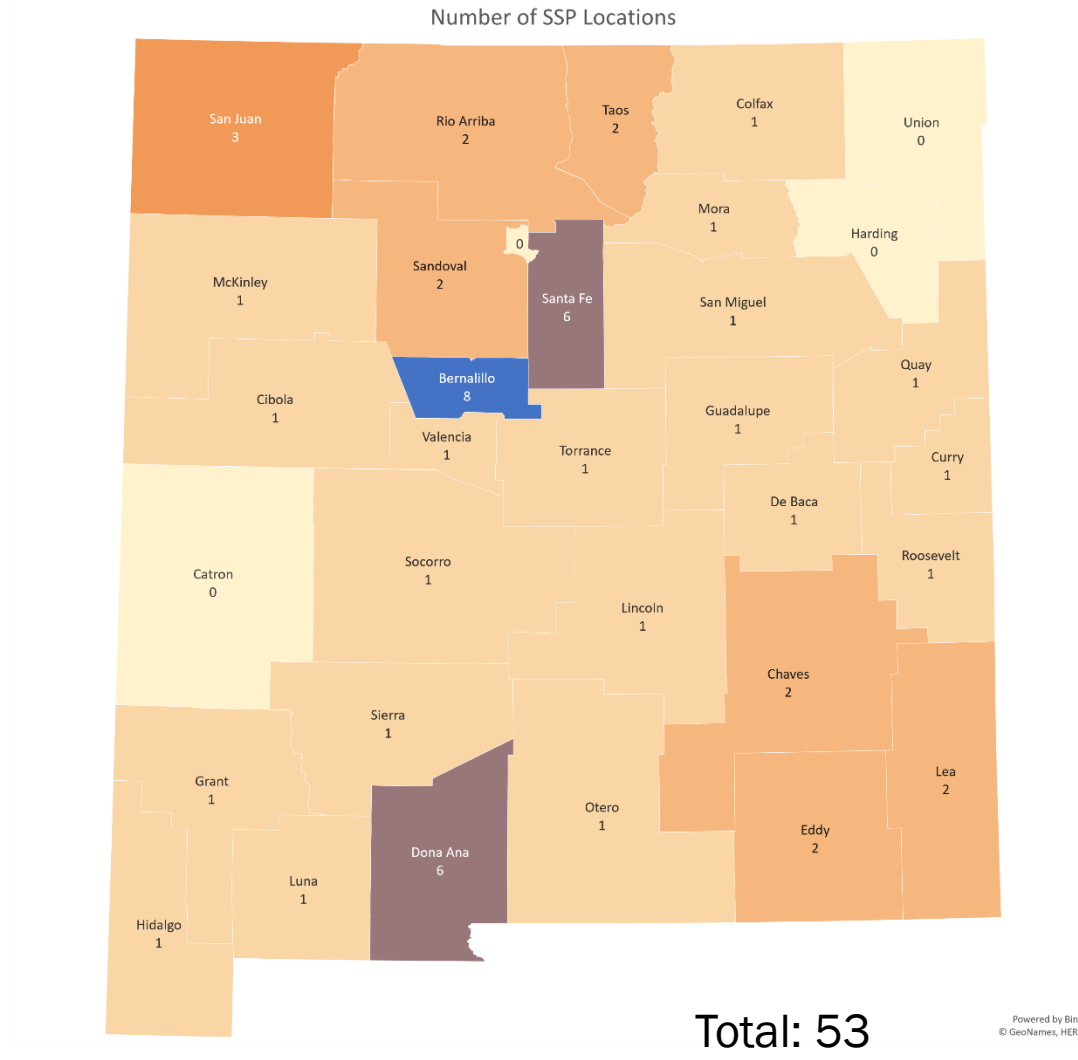 Number of SSP Locations
San Juan
3
Rio Arriba
2
Taos
2
Colfax
1
Union
0
Mora
1
Harding
0
0
McKinley
1
Sandoval
2
Santa Fe
6
San Miguel
1
Quay
1
Bernalillo
8
Cibola
1
Guadalupe
1
Valencia
1
Torrance
1
Curry
1
De Baca
1
Catron
0
Socorro
1
Roosevelt
1
Lincoln
1
Chaves
2
Sierra
1
Grant
1
Otero
1
Lea
2
Dona Ana
6
Eddy
2
Luna
1
Hidalgo
1
Total: 53
Powered by Bin
© GeoNames, HER